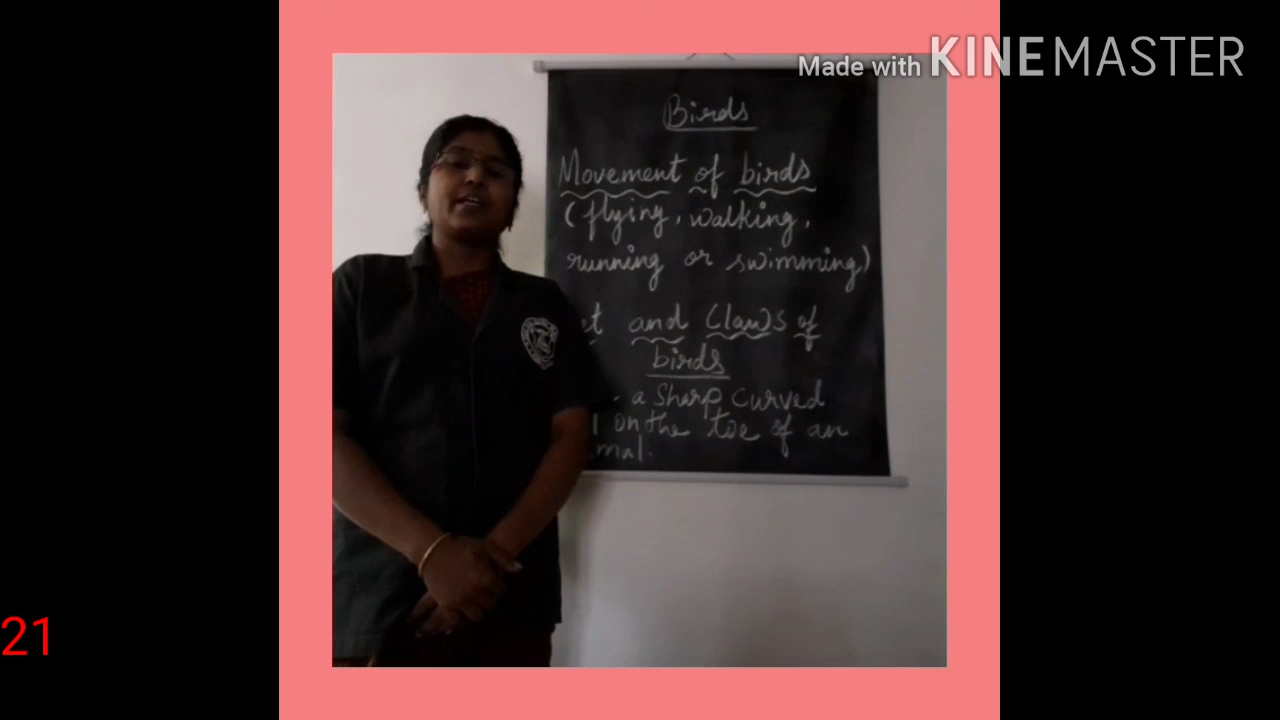 Made with KINEMASTER
Birds
Movement of birds
(flying, walking,
running or swimming)
and Claws of
birds
- a Sharp curved
on the toe of an
21